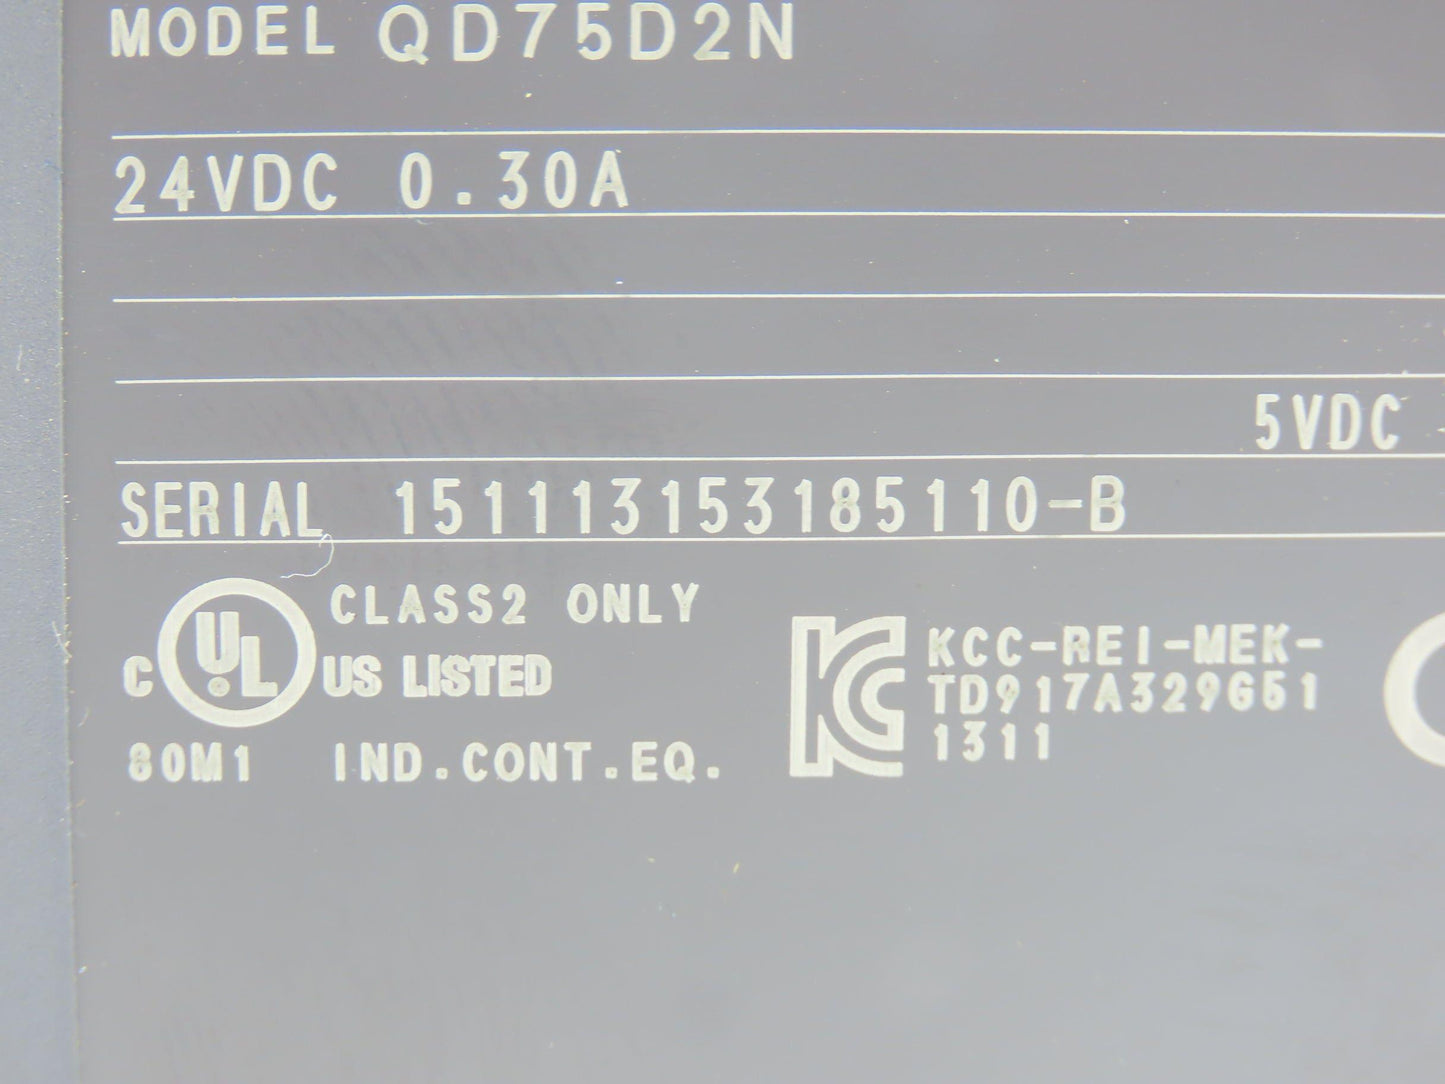 MODEL QD75D2N
24VDC 0.30A
5VDC
SERIAL 151113153185110-B
CLASS2 ONLY
C UL US LISTED
80M1 IND.CONT.EQ.
KCC-REI-MEK-
TD917A329G51
1311